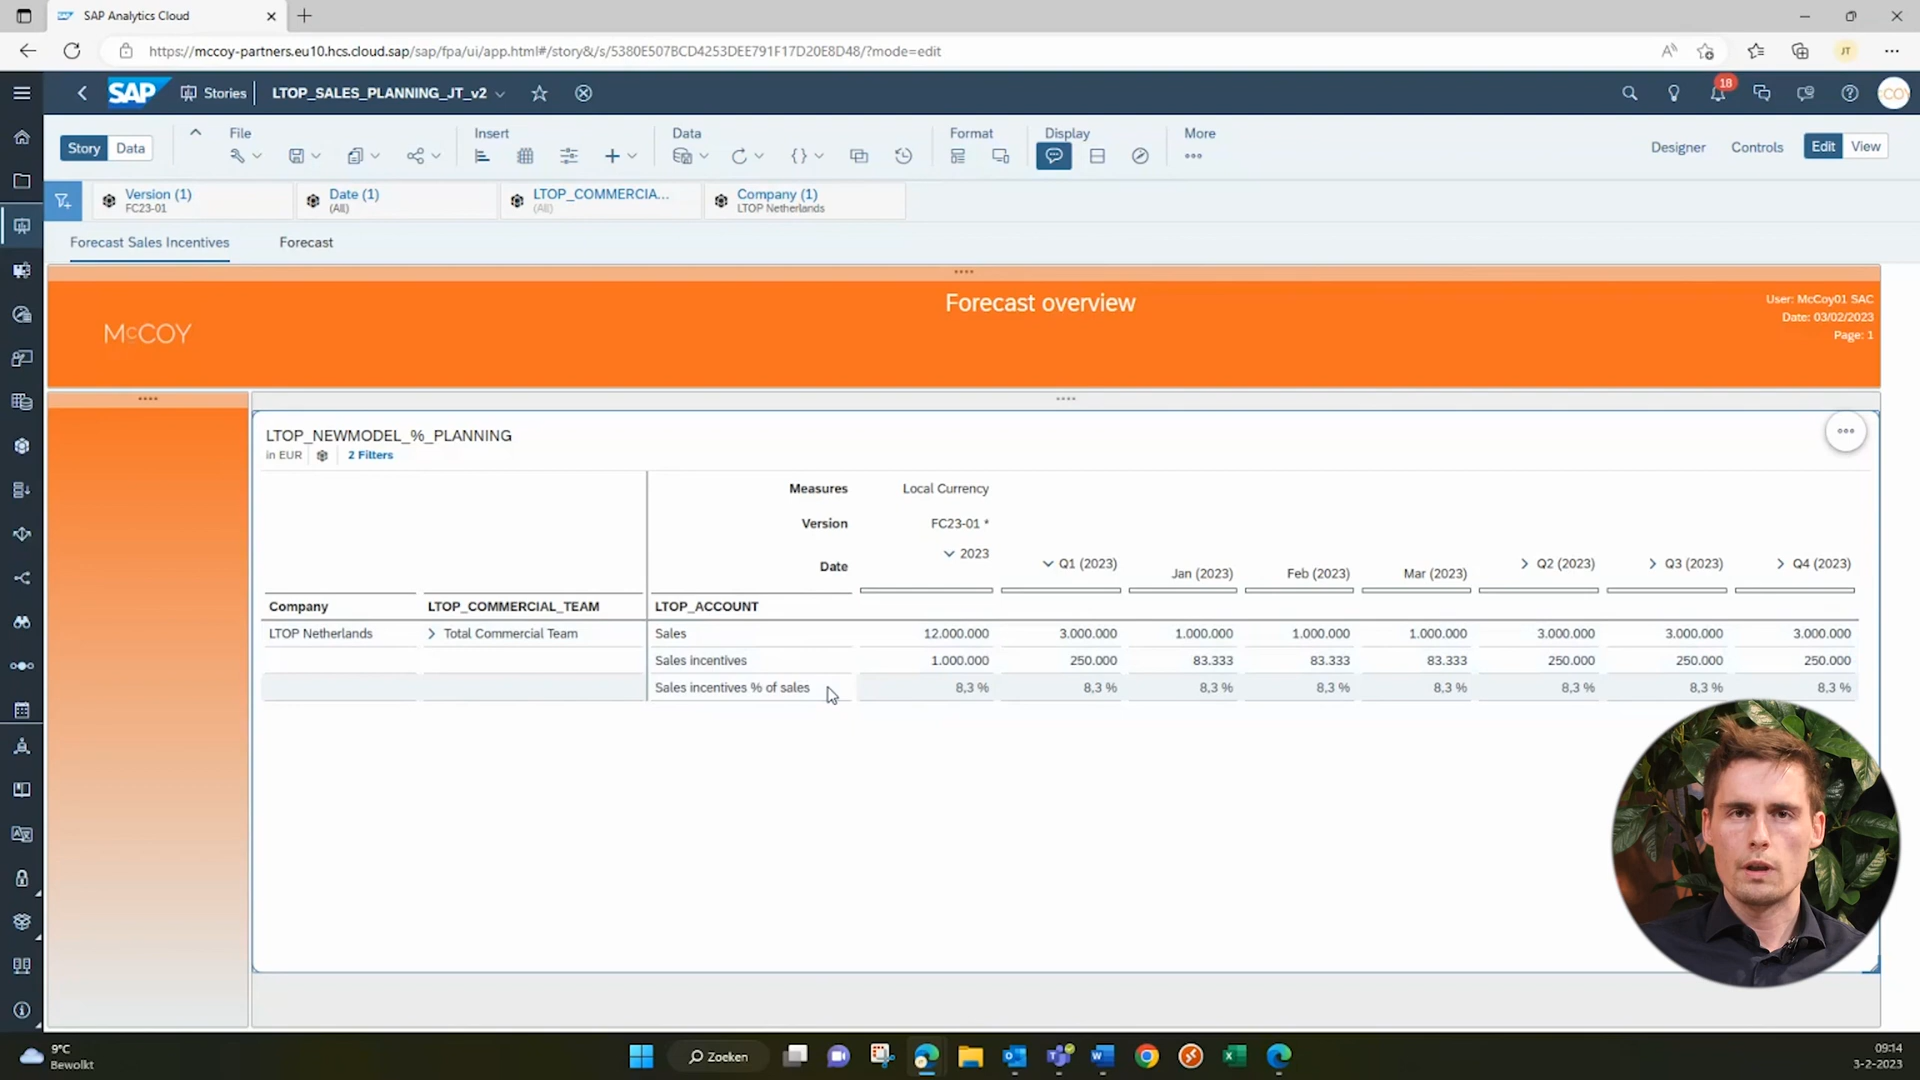 SAP Analytics Cloud
https://mccoy-partners.eu10.hcs.cloud.sap/sap/fpa/ui/app.html#/story&/s/5380E507BCD4253DEE791F17D20E8D48/?mode=edit
JT
SAP Stories LTOP_SALES_PLANNING_JT_v2
18
COY
File Insert Data Format Display More
Story Data
Designer Controls Edit View
Version (1) Date (1) LTOP_COMMERCIA... Company (1)
FC23-01 (All) (All) LTOP Netherlands
Forecast Sales Incentives Forecast
Forecast overview
McCOY
User: McCoy01 SAC
Date: 03/02/2023
Page: 1
LTOP_NEWMODEL_%_PLANNING
in EUR 2 Filters
Measures Local Currency
Version FC23-01 *
Date 2023 Q1 (2023) Jan (2023) Feb (2023) Mar (2023) Q2 (2023) Q3 (2023) Q4 (2023)
Company LTOP_COMMERCIAL_TEAM LTOP_ACCOUNT
LTOP Netherlands Total Commercial Team Sales 12.000.000 3.000.000 1.000.000 1.000.000 1.000.000 3.000.000 3.000.000 3.000.000
Sales incentives 1.000.000 250.000 83.333 83.333 83.333 250.000 250.000 250.000
Sales incentives % of sales 8,3 % 8,3 % 8,3 % 8,3 % 8,3 % 8,3 % 8,3 % 8,3 %
9°C
Bewolkt
Zoeken
09:14
3-2-2023